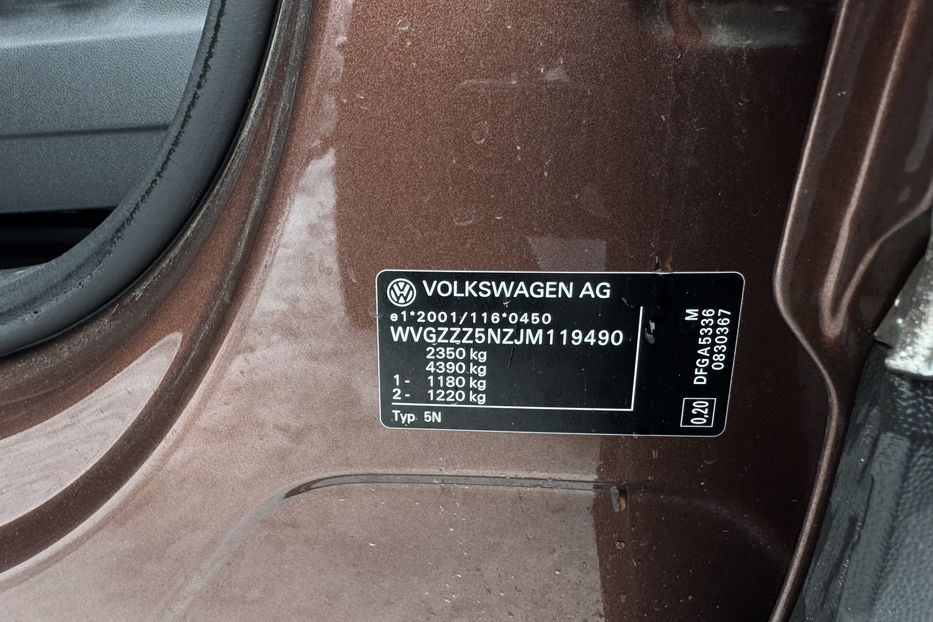 VOLKSWAGEN AG
e1*2001/116*0450
WVGZZZ5NZJM119490
2350 kg
4390 kg
1- 1180 kg
2- 1220 kg
Typ 5N
M
DFGA5336
0830367
0,20